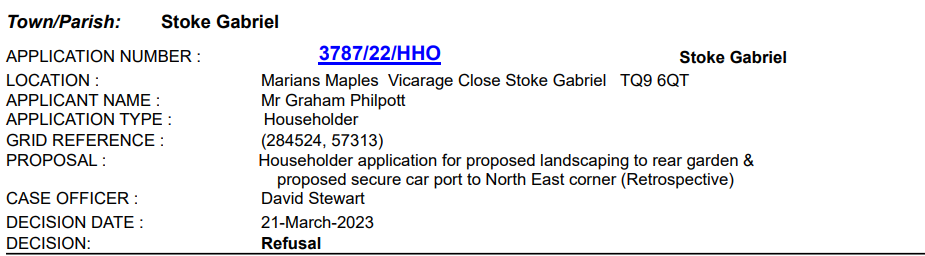 Town/Parish: Stoke Gabriel
APPLICATION NUMBER : 3787/22/HHO Stoke Gabriel
LOCATION : Marians Maples Vicarage Close Stoke Gabriel TQ9 6QT
APPLICANT NAME : Mr Graham Philpott
APPLICATION TYPE : Householder
GRID REFERENCE : (284524, 57313)
PROPOSAL : Householder application for proposed landscaping to rear garden &
proposed secure car port to North East corner (Retrospective)
CASE OFFICER : David Stewart
DECISION DATE : 21-March-2023
DECISION: Refusal